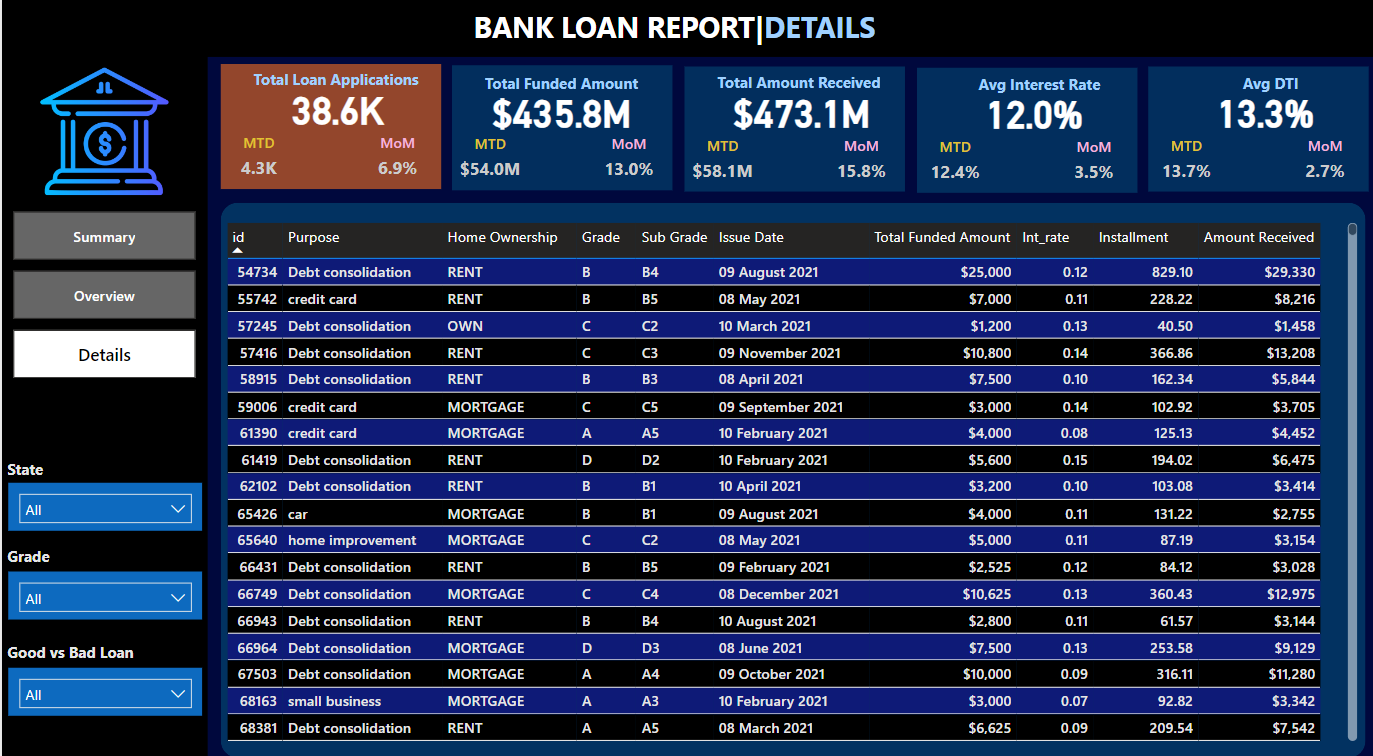 BANK LOAN REPORT|DETAILS
Total Loan Applications
38.6K
MTD MoM
4.3K 6.9%
Total Funded Amount
$435.8M
MTD MoM
$54.0M 13.0%
Total Amount Received
$473.1M
MTD MoM
$58.1M 15.8%
Avg Interest Rate
12.0%
MTD MoM
12.4% 3.5%
Avg DTI
13.3%
MTD MoM
13.7% 2.7%
Summary
Overview
Details
State
All
Grade
All
Good vs Bad Loan
All
id Purpose Home Ownership Grade Sub Grade Issue Date Total Funded Amount Int_rate Installment Amount Received
54734 Debt consolidation RENT B B4 09 August 2021 $25,000 0.12 829.10 $29,330
55742 credit card RENT B B5 08 May 2021 $7,000 0.11 228.22 $8,216
57245 Debt consolidation OWN C C2 10 March 2021 $1,200 0.13 40.50 $1,458
57416 Debt consolidation RENT C C3 09 November 2021 $10,800 0.14 366.86 $13,208
58915 Debt consolidation RENT B B3 08 April 2021 $7,500 0.10 162.34 $5,844
59006 credit card MORTGAGE C C5 09 September 2021 $3,000 0.14 102.92 $3,705
61390 credit card MORTGAGE A A5 10 February 2021 $4,000 0.08 125.13 $4,452
61419 Debt consolidation RENT D D2 10 February 2021 $5,600 0.15 194.02 $6,475
62102 Debt consolidation RENT B B1 10 April 2021 $3,200 0.10 103.08 $3,414
65426 car MORTGAGE B B1 09 August 2021 $4,000 0.11 131.22 $2,755
65640 home improvement MORTGAGE C C2 08 May 2021 $5,000 0.11 87.19 $3,154
66431 Debt consolidation RENT B B5 09 February 2021 $2,525 0.12 84.12 $3,028
66749 Debt consolidation MORTGAGE C C4 08 December 2021 $10,625 0.13 360.43 $12,975
66943 Debt consolidation RENT B B4 10 August 2021 $2,800 0.11 61.57 $3,144
66964 Debt consolidation MORTGAGE D D3 08 June 2021 $7,500 0.13 253.58 $9,129
67503 Debt consolidation MORTGAGE A A4 09 October 2021 $10,000 0.09 316.11 $11,280
68163 small business MORTGAGE A A3 10 February 2021 $3,000 0.07 92.82 $3,342
68381 Debt consolidation RENT A A5 08 March 2021 $6,625 0.09 209.54 $7,542